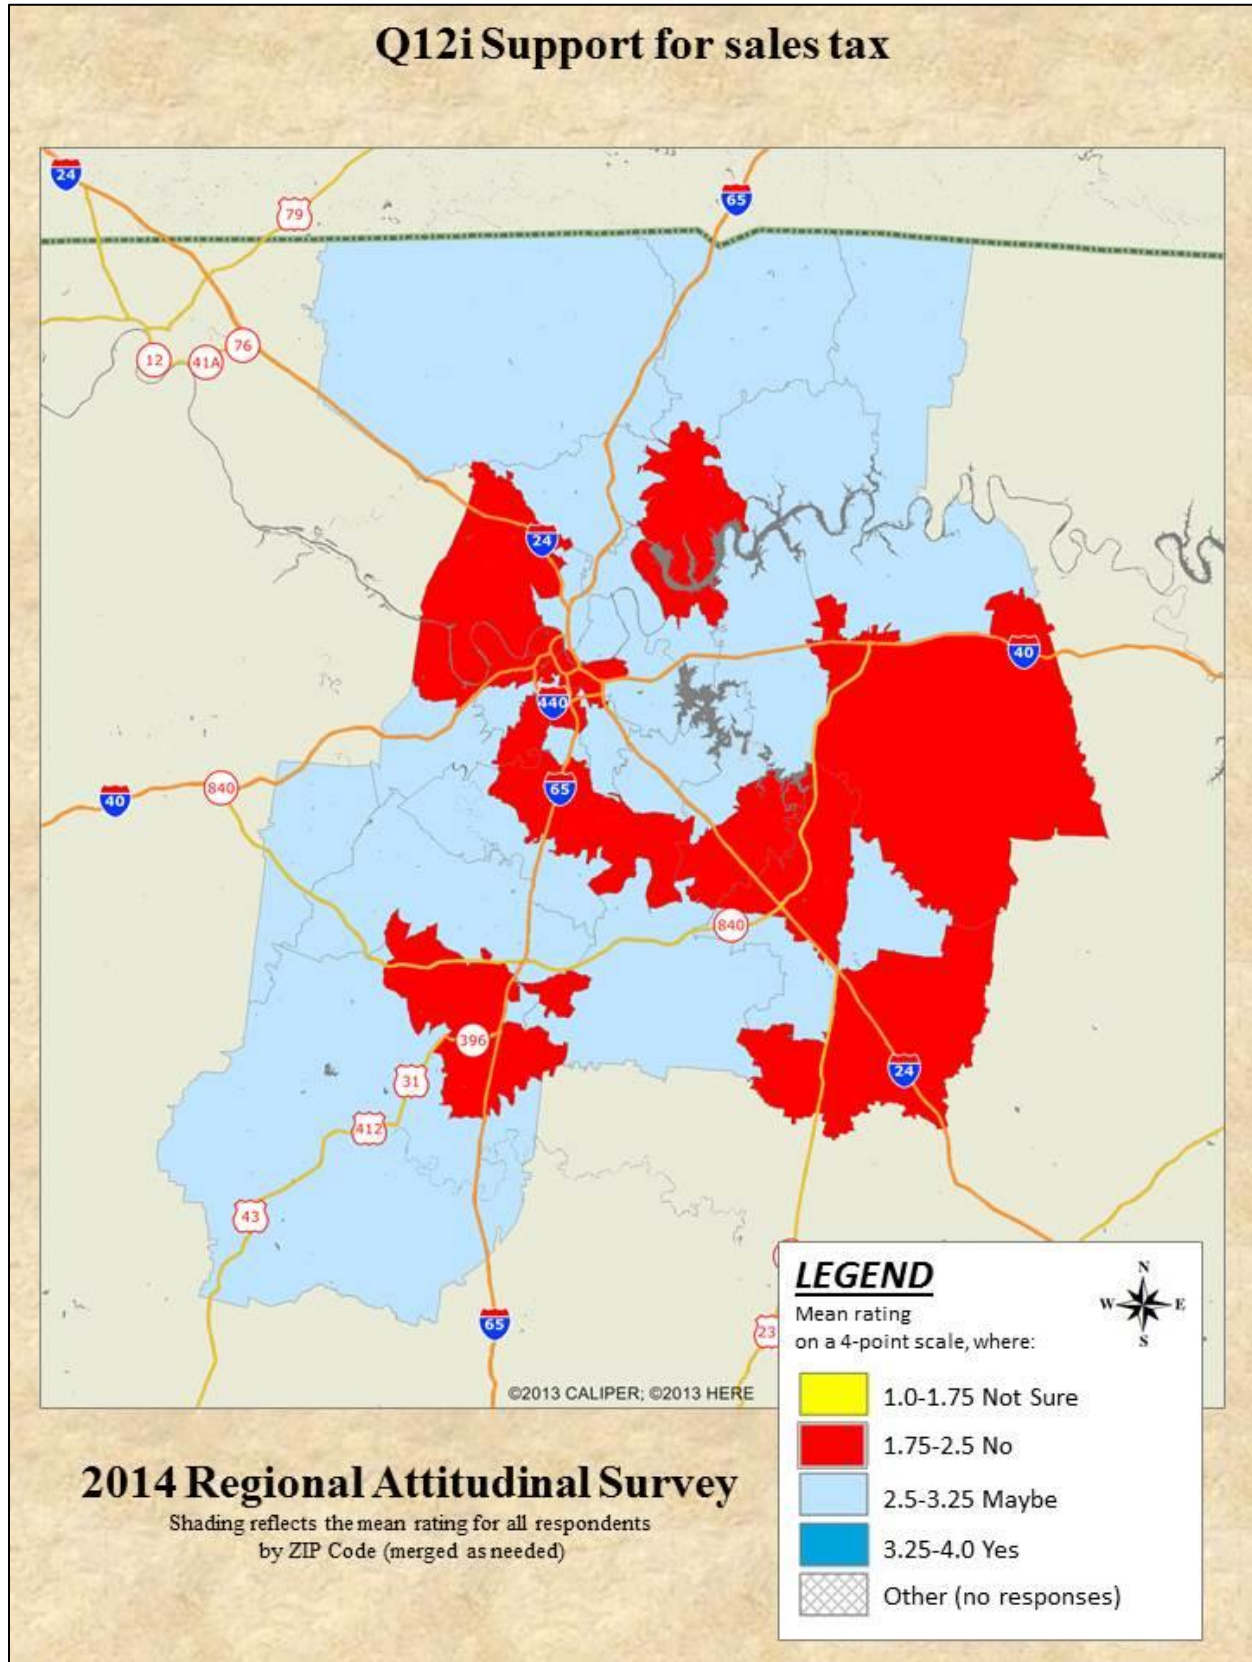 Q12i Support for sales tax
24
79
65
12
41A
76
24
40
440
65
840
40
840
396
31
24
412
43
65
23
©2013 CALIPER; ©2013 HERE
LEGEND
Mean rating
on a 4-point scale, where:
N
W E
S
1.0-1.75 Not Sure
1.75-2.5 No
2.5-3.25 Maybe
3.25-4.0 Yes
Other (no responses)
2014 Regional Attitudinal Survey
Shading reflects the mean rating for all respondents
by ZIP Code (merged as needed)